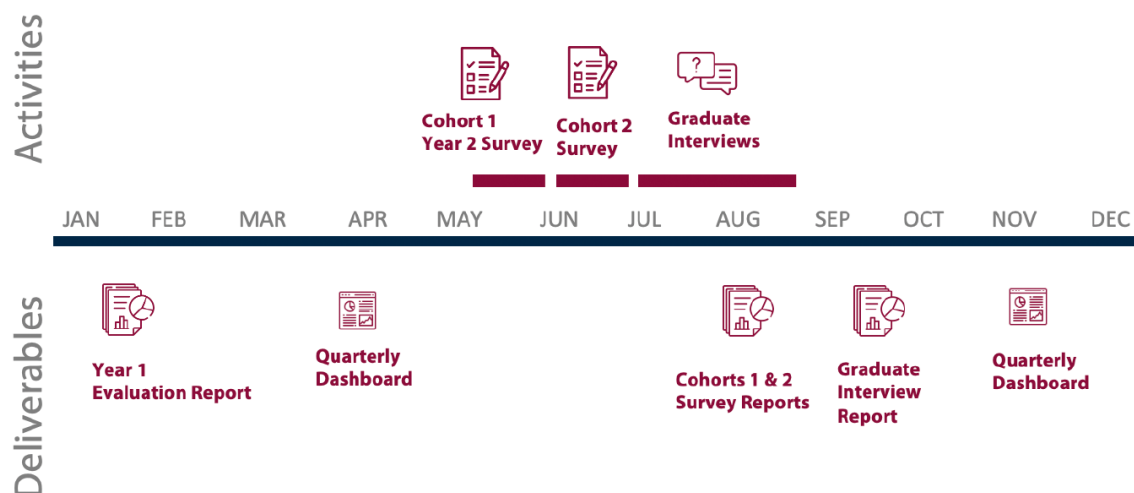 Activities
Cohort 1
Year 2 Survey
Cohort 2
Survey
?
Graduate
Interviews
JAN FEB MAR APR MAY JUN JUL AUG SEP OCT NOV DEC
Deliverables
Year 1
Evaluation Report
Quarterly
Dashboard
Cohorts 1 & 2
Survey Reports
Graduate
Interview
Report
Quarterly
Dashboard